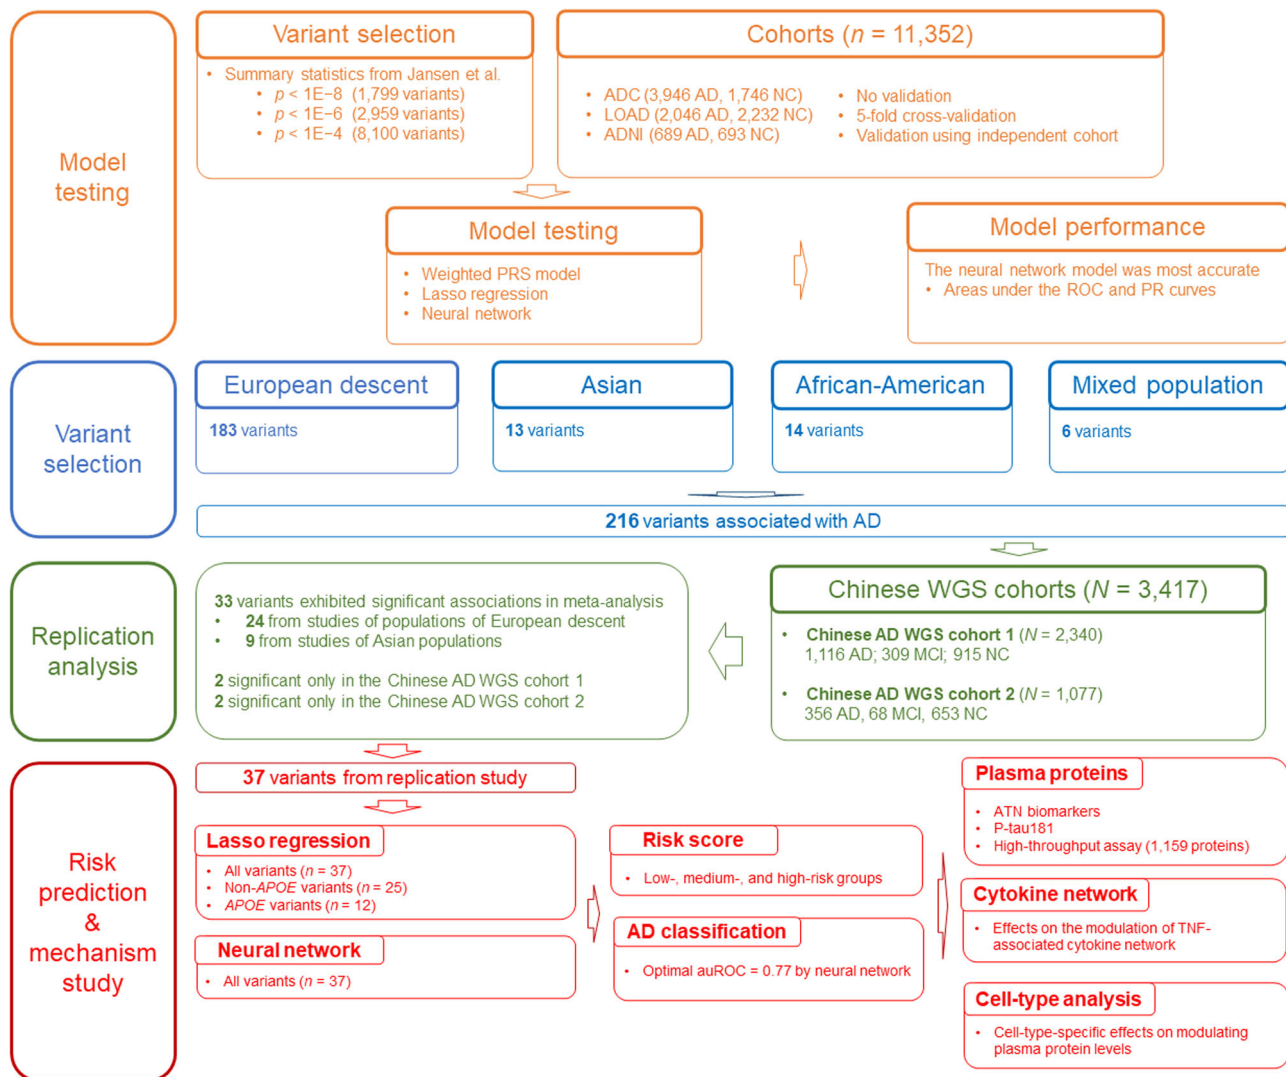 Model
testing
Variant selection
• Summary statistics from Jansen et al.
• p < 1E−8 (1,799 variants)
• p < 1E−6 (2,959 variants)
• p < 1E−4 (8,100 variants)
Cohorts (n = 11,352)
• ADC (3,946 AD, 1,746 NC)
• LOAD (2,046 AD, 2,232 NC)
• ADNI (689 AD, 693 NC)
• No validation
• 5-fold cross-validation
• Validation using independent cohort
Model testing
• Weighted PRS model
• Lasso regression
• Neural network
Model performance
The neural network model was most accurate
• Areas under the ROC and PR curves
Variant
selection
European descent
183 variants
Asian
13 variants
African-American
14 variants
Mixed population
6 variants
216 variants associated with AD
Replication
analysis
Chinese WGS cohorts (N = 3,417)
• Chinese AD WGS cohort 1 (N = 2,340)
1,116 AD; 309 MCI; 915 NC
• Chinese AD WGS cohort 2 (N = 1,077)
356 AD, 68 MCI, 653 NC
33 variants exhibited significant associations in meta-analysis
• 24 from studies of populations of European descent
• 9 from studies of Asian populations
2 significant only in the Chinese AD WGS cohort 1
2 significant only in the Chinese AD WGS cohort 2
Risk
prediction
&
mechanism
study
37 variants from replication study
Lasso regression
• All variants (n = 37)
• Non-APOE variants (n = 25)
• APOE variants (n = 12)
Neural network
• All variants (n = 37)
Risk score
• Low-, medium-, and high-risk groups
AD classification
• Optimal auROC = 0.77 by neural network
Plasma proteins
• ATN biomarkers
• P-tau181
• High-throughput assay (1,159 proteins)
Cytokine network
• Effects on the modulation of TNF-
associated cytokine network
Cell-type analysis
• Cell-type-specific effects on modulating
plasma protein levels